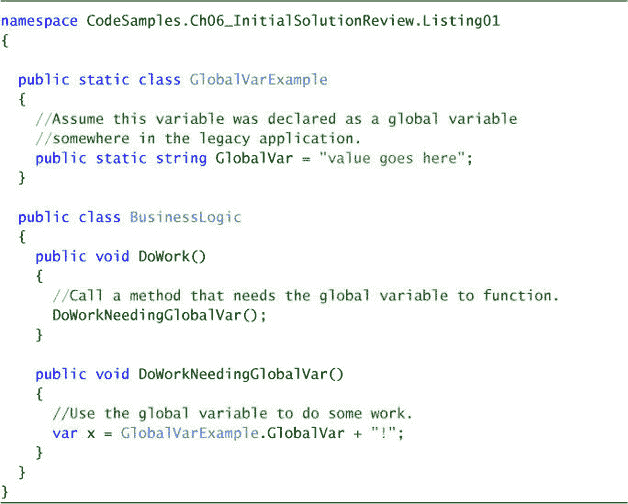 namespace CodeSamples.Ch06_InitialSolutionReview.Listing01
{
public static class GlobalVarExample
{
//Assume this variable was declared as a global variable
//somewhere in the legacy application.
public static string GlobalVar = "value goes here";
}
public class BusinessLogic
{
public void DoWork()
{
//Call a method that needs the global variable to function.
DoWorkNeedingGlobalVar();
}
public void DoWorkNeedingGlobalVar()
{
//Use the global variable to do some work.
var x = GlobalVarExample.GlobalVar + "!";
}
}
}